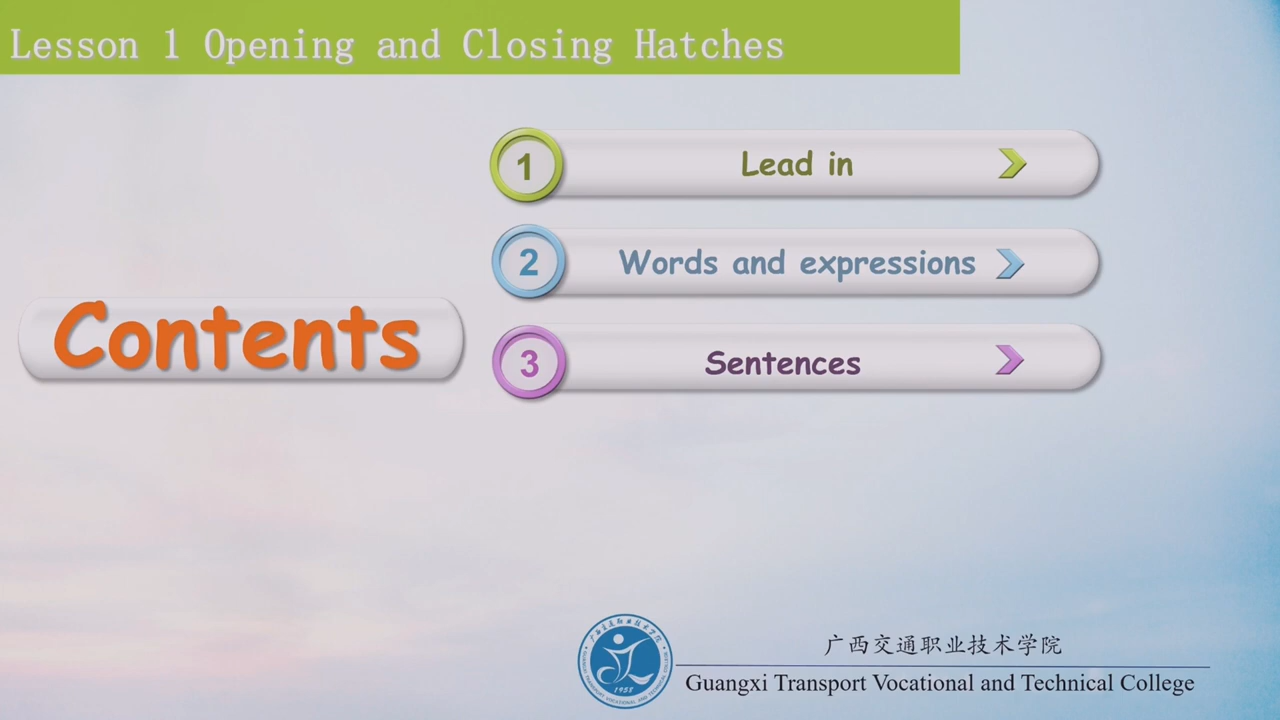 Lesson 1 Opening and Closing Hatches
1 Lead in
2 Words and expressions
Contents
3 Sentences
广西交通职业技术学院
Guangxi Transport Vocational and Technical College
1958